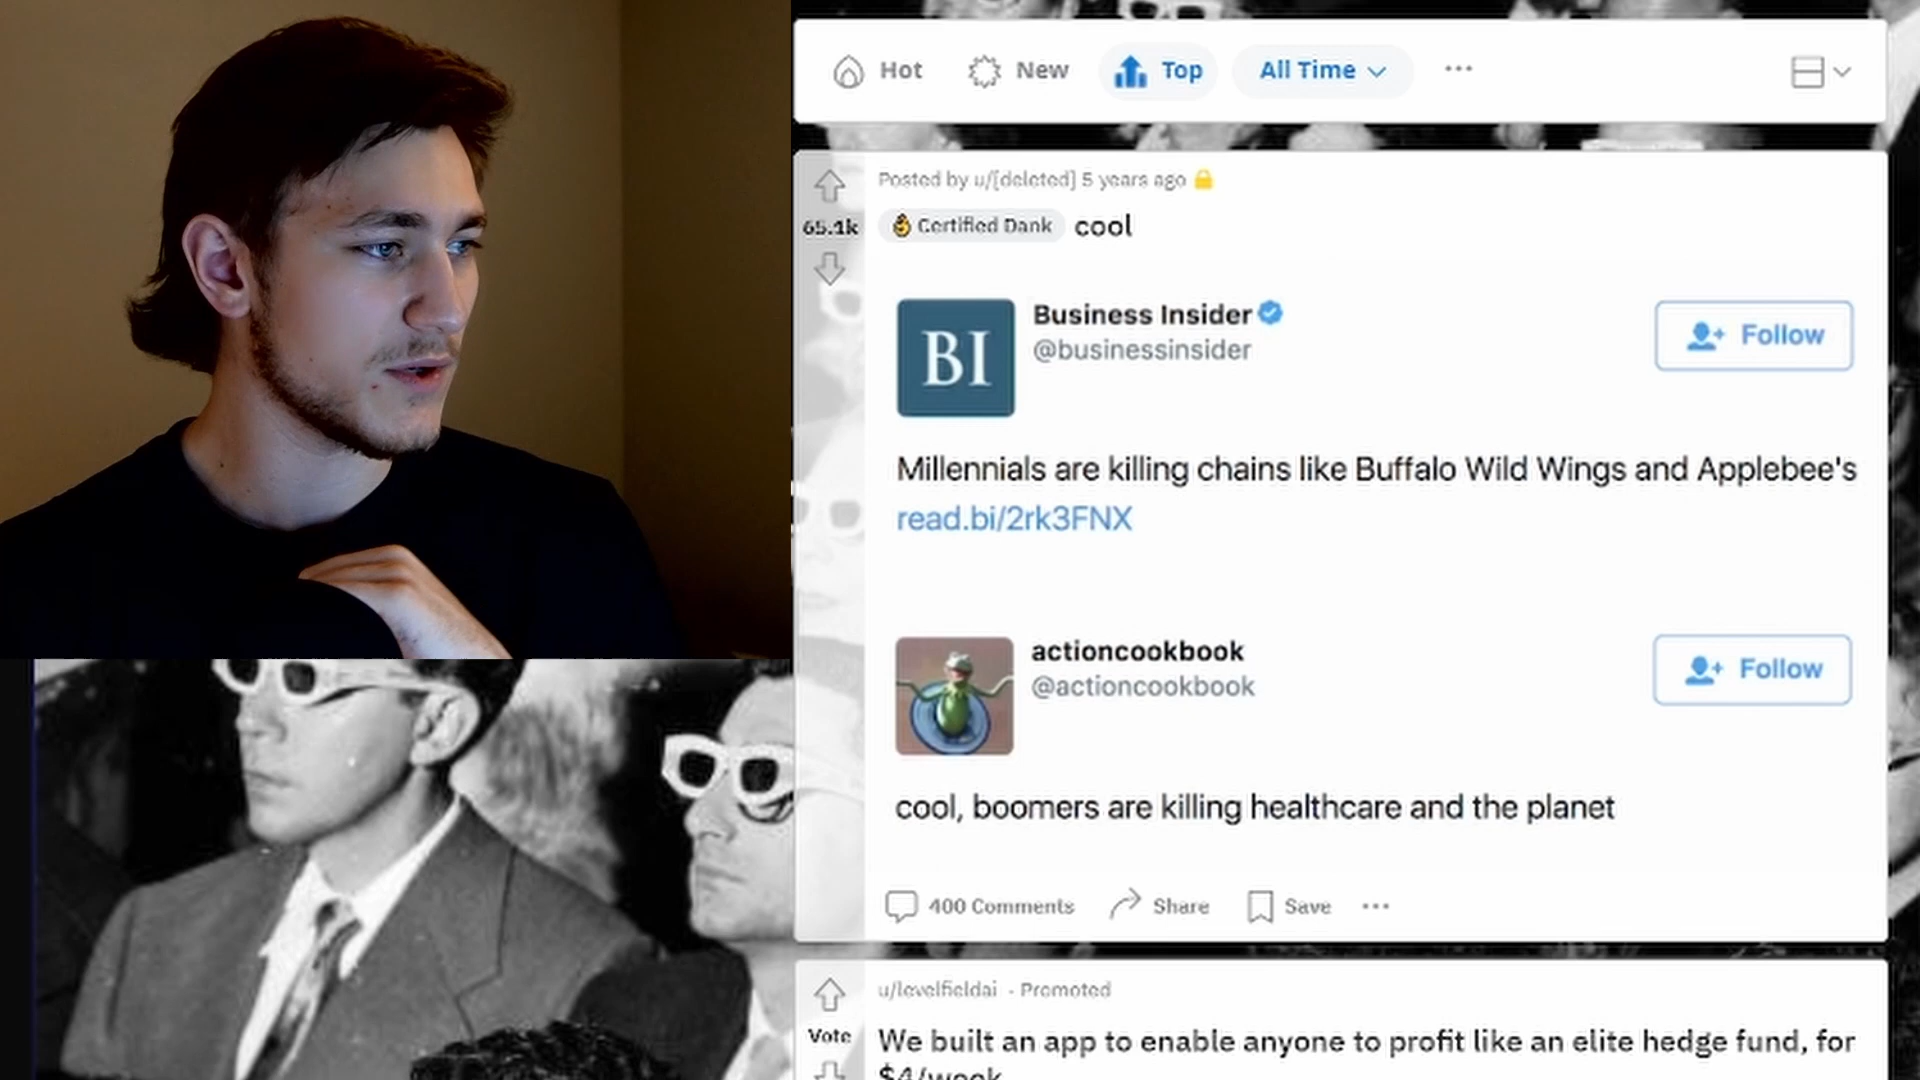 Hot New Top All Time
Posted by u/[deleted] 5 years ago
65.1k
Certified Dank cool
BI
Business Insider
@businessinsider
Follow
Millennials are killing chains like Buffalo Wild Wings and Applebee's
read.bi/2rk3FNX
actioncookbook
@actioncookbook
Follow
cool, boomers are killing healthcare and the planet
400 Comments Share Save
u/levelfieldai · Promoted
Vote
We built an app to enable anyone to profit like an elite hedge fund, for
$4/week